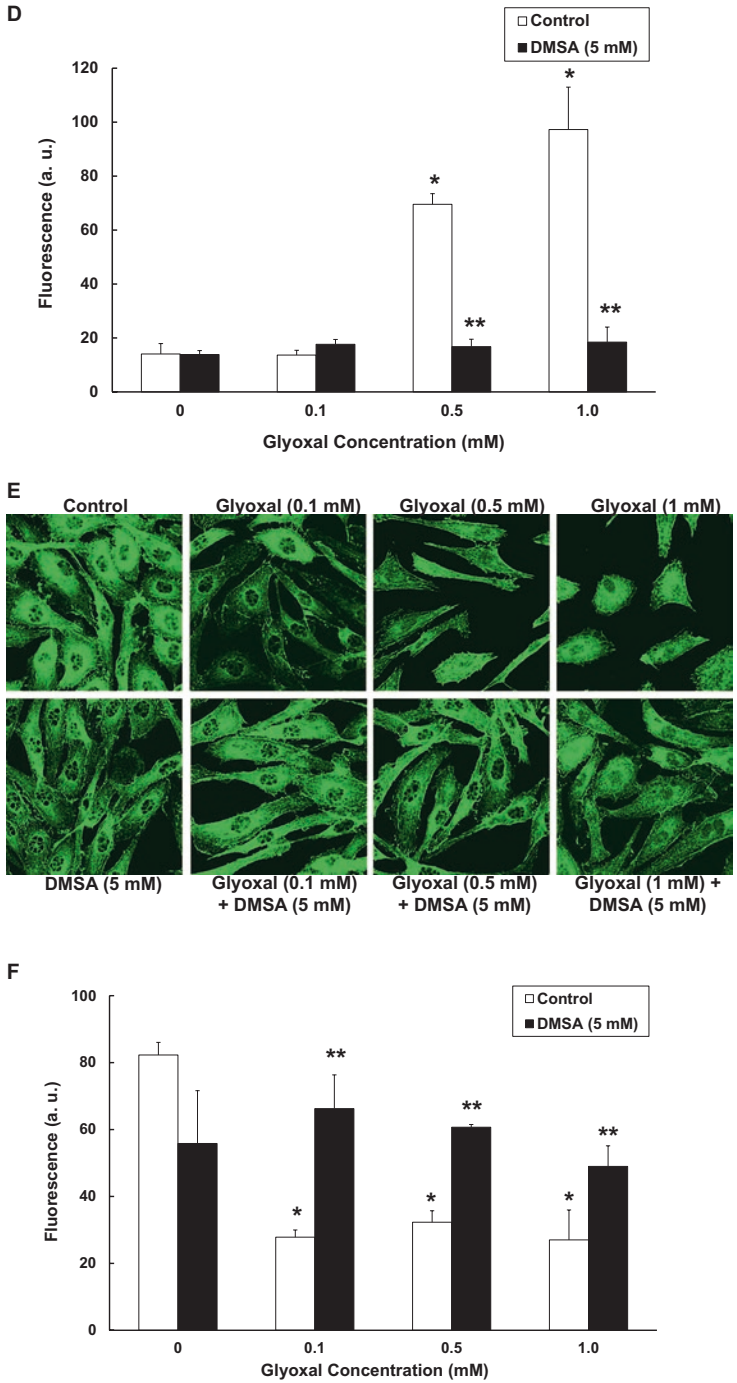 D
Control
DMSA (5 mM)
120
100
80
60
40
20
0
Fluorescence (a. u.)
*
*
**
**
0 0.1 0.5 1.0
Glyoxal Concentration (mM)
E
Control Glyoxal (0.1 mM) Glyoxal (0.5 mM) Glyoxal (1 mM)
DMSA (5 mM) Glyoxal (0.1 mM) Glyoxal (0.5 mM) Glyoxal (1 mM) +
+ DMSA (5 mM) + DMSA (5 mM) DMSA (5 mM)
F
Control
DMSA (5 mM)
100
80
60
40
20
0
Fluorescence (a. u.)
**
**
**
*
*
*
0 0.1 0.5 1.0
Glyoxal Concentration (mM)